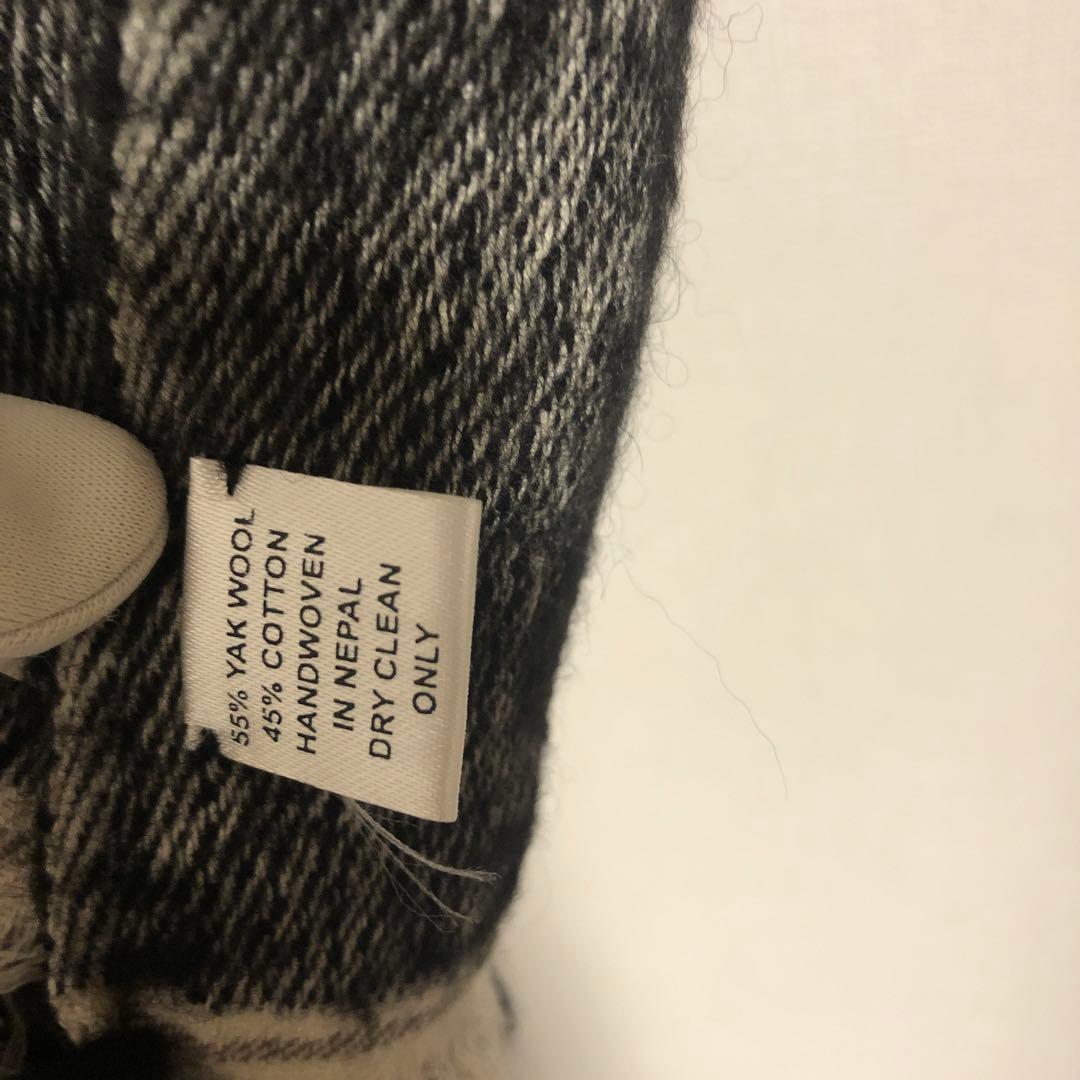 55% YAK WOOL
45% COTTON
HANDWOVEN
IN NEPAL
DRY CLEAN
ONLY